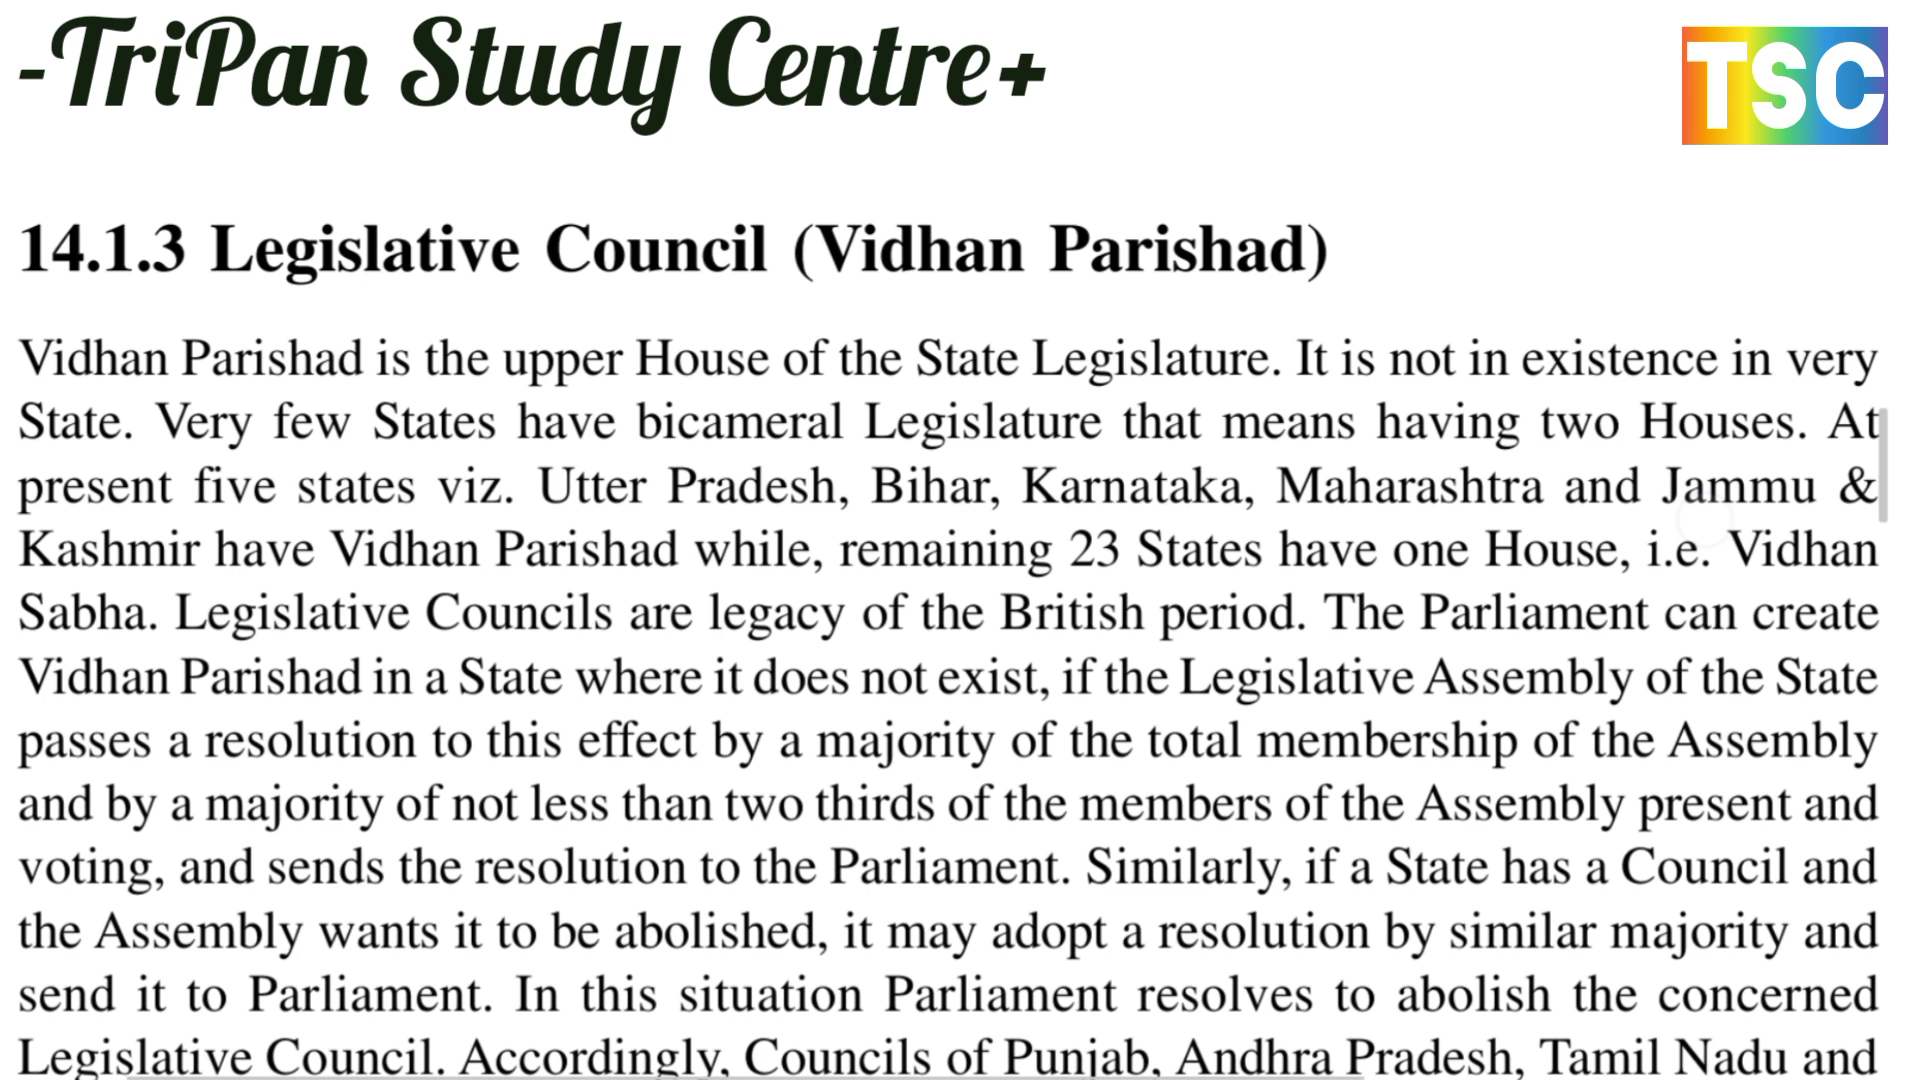 -TriPan Study Centre+
TSC
14.1.3 Legislative Council (Vidhan Parishad)
Vidhan Parishad is the upper House of the State Legislature. It is not in existence in very
State. Very few States have bicameral Legislature that means having two Houses. At
present five states viz. Utter Pradesh, Bihar, Karnataka, Maharashtra and Jammu &
Kashmir have Vidhan Parishad while, remaining 23 States have one House, i.e. Vidhan
Sabha. Legislative Councils are legacy of the British period. The Parliament can create
Vidhan Parishad in a State where it does not exist, if the Legislative Assembly of the State
passes a resolution to this effect by a majority of the total membership of the Assembly
and by a majority of not less than two thirds of the members of the Assembly present and
voting, and sends the resolution to the Parliament. Similarly, if a State has a Council and
the Assembly wants it to be abolished, it may adopt a resolution by similar majority and
send it to Parliament. In this situation Parliament resolves to abolish the concerned
Legislative Council. Accordingly, Councils of Punjab, Andhra Pradesh, Tamil Nadu and